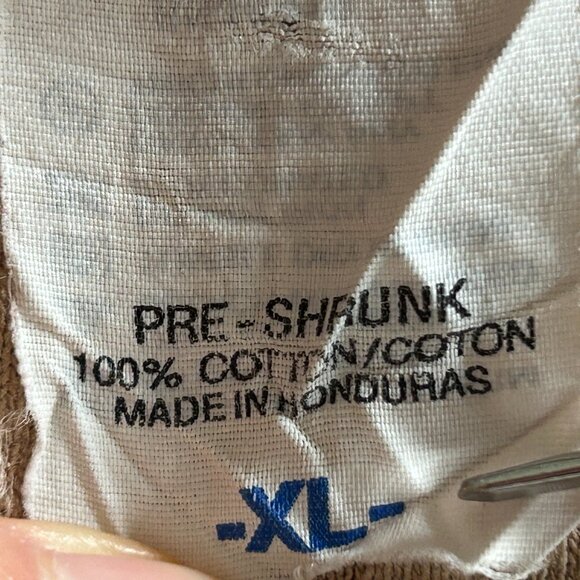 PRE-SHRUNK
100% COTTON/COTON
MADE IN HONDURAS
-XL-